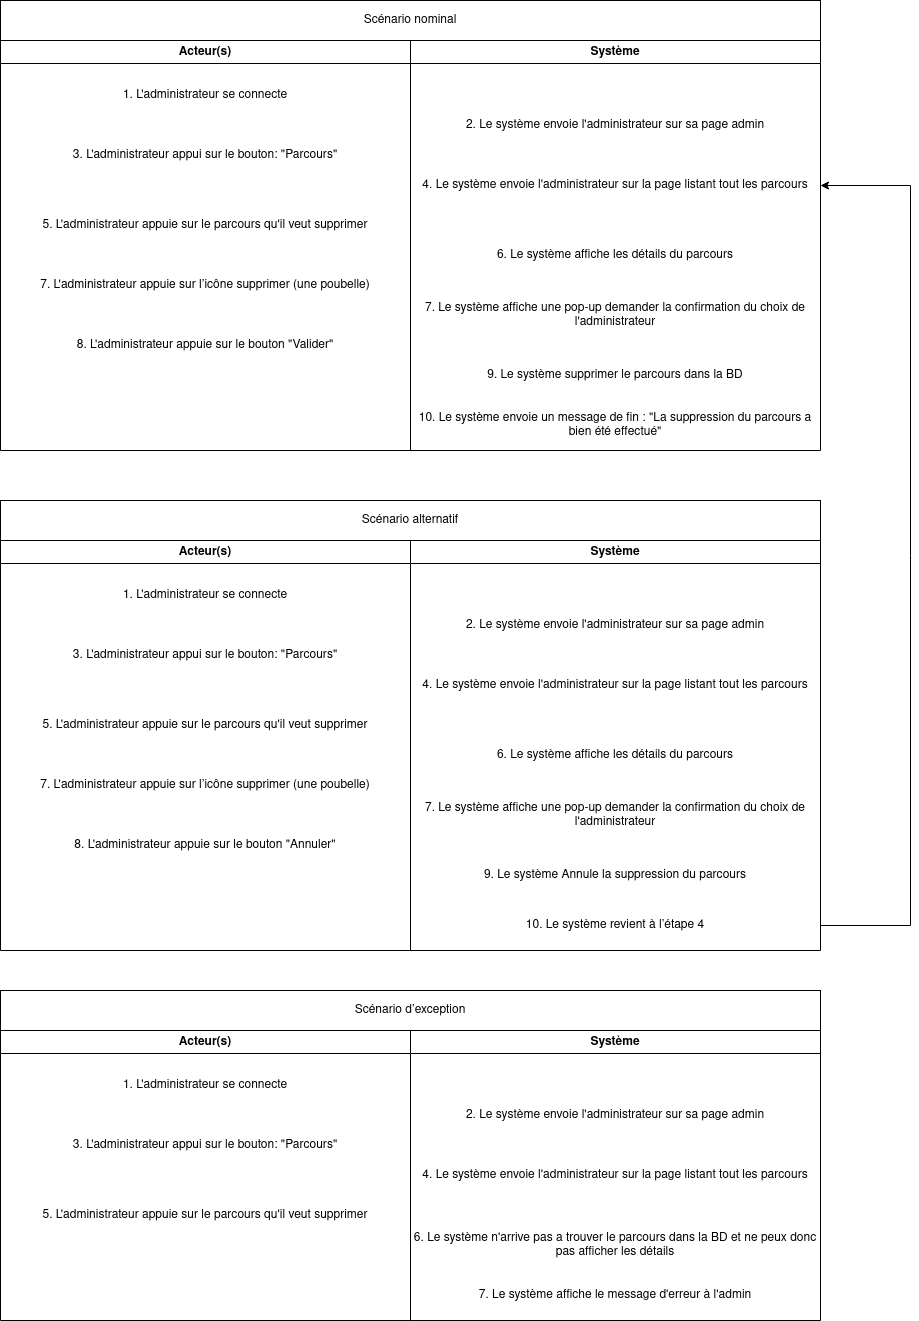 Scénario nominal
Acteur(s)
Système
1. L'administrateur se connecte
2. Le système envoie l'administrateur sur sa page admin
3. L'administrateur appui sur le bouton: "Parcours"
4. Le système envoie l'administrateur sur la page listant tout les parcours
5. L'administrateur appuie sur le parcours qu'il veut supprimer
6. Le système affiche les détails du parcours
7. L'administrateur appuie sur l'icône supprimer (une poubelle)
7. Le système affiche une pop-up demander la confirmation du choix de
l'administrateur
8. L'administrateur appuie sur le bouton "Valider"
9. Le système supprimer le parcours dans la BD
10. Le système envoie un message de fin : "La suppression du parcours a
bien été effectué"
Scénario alternatif
Acteur(s)
Système
1. L'administrateur se connecte
2. Le système envoie l'administrateur sur sa page admin
3. L'administrateur appui sur le bouton: "Parcours"
4. Le système envoie l'administrateur sur la page listant tout les parcours
5. L'administrateur appuie sur le parcours qu'il veut supprimer
6. Le système affiche les détails du parcours
7. L'administrateur appuie sur l'icône supprimer (une poubelle)
7. Le système affiche une pop-up demander la confirmation du choix de
l'administrateur
8. L'administrateur appuie sur le bouton "Annuler"
9. Le système Annule la suppression du parcours
10. Le système revient à l'étape 4
Scénario d'exception
Acteur(s)
Système
1. L'administrateur se connecte
2. Le système envoie l'administrateur sur sa page admin
3. L'administrateur appui sur le bouton: "Parcours"
4. Le système envoie l'administrateur sur la page listant tout les parcours
5. L'administrateur appuie sur le parcours qu'il veut supprimer
6. Le système n'arrive pas a trouver le parcours dans la BD et ne peux donc
pas afficher les détails
7. Le système affiche le message d'erreur à l'admin